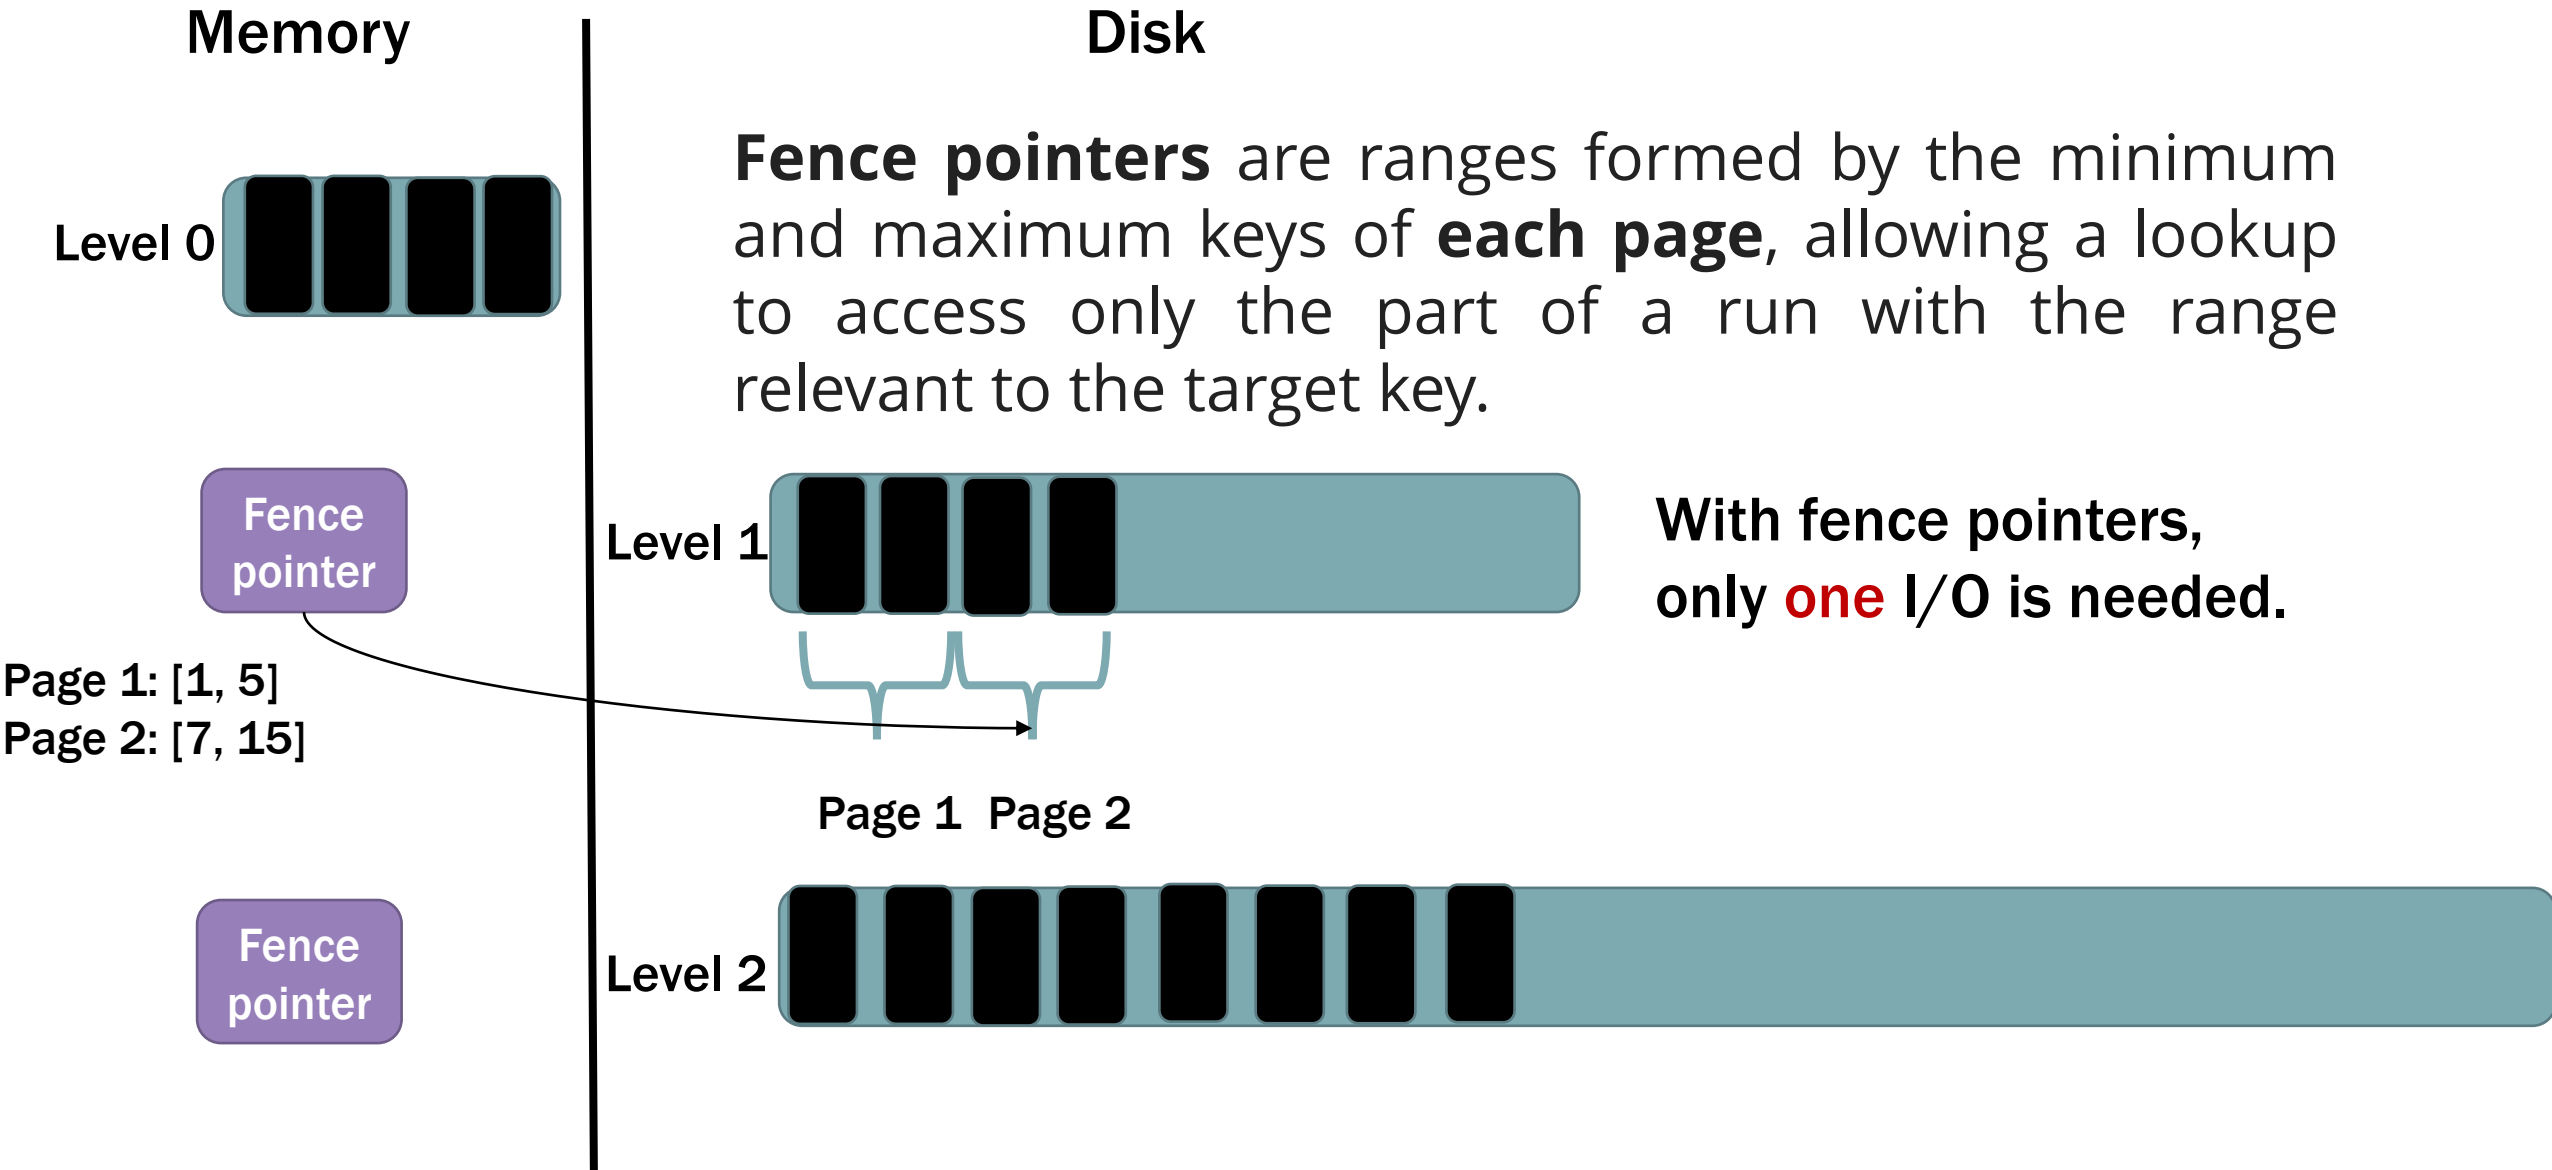 Memory
Disk
Fence pointers are ranges formed by the minimum
and maximum keys of each page, allowing a lookup
to access only the part of a run with the range
relevant to the target key.
Level 0
Fence
pointer
Level 1
With fence pointers,
only one I/O is needed.
Page 1: [1, 5]
Page 2: [7, 15]
Page 1 Page 2
Fence
pointer
Level 2